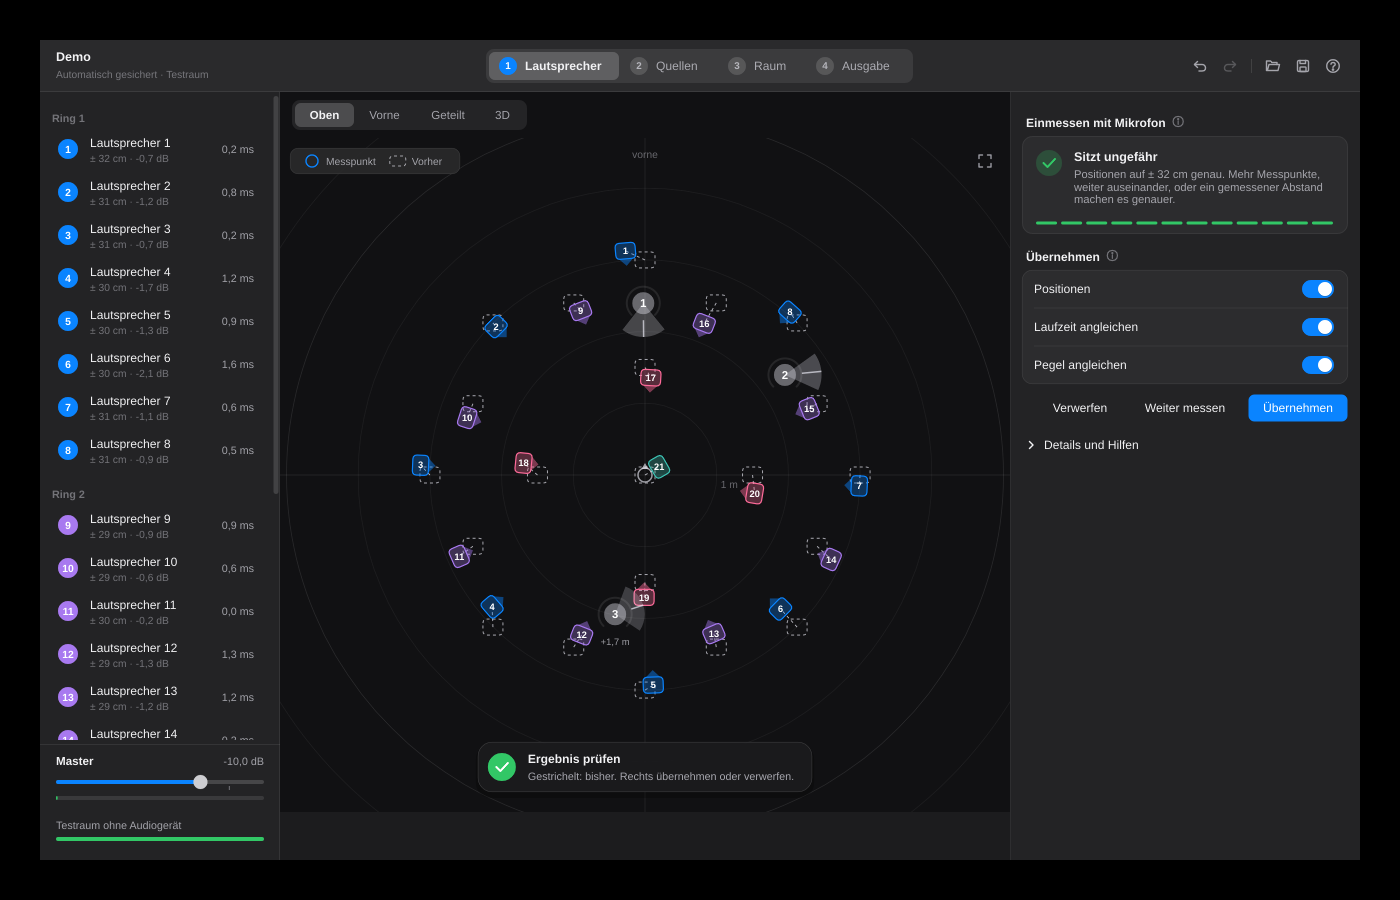 Demo
Automatisch gesichert · Testraum
1 Lautsprecher
2 Quellen
3 Raum
4 Ausgabe
Ring 1
1 Lautsprecher 1 0,2 ms
± 32 cm · -0,7 dB
2 Lautsprecher 2 0,8 ms
± 31 cm · -1,2 dB
3 Lautsprecher 3 0,2 ms
± 31 cm · -0,7 dB
4 Lautsprecher 4 1,2 ms
± 30 cm · -1,7 dB
5 Lautsprecher 5 0,9 ms
± 30 cm · -1,3 dB
6 Lautsprecher 6 1,6 ms
± 30 cm · -2,1 dB
7 Lautsprecher 7 0,6 ms
± 31 cm · -1,1 dB
8 Lautsprecher 8 0,5 ms
± 31 cm · -0,9 dB
Ring 2
9 Lautsprecher 9 0,9 ms
± 29 cm · -0,9 dB
10 Lautsprecher 10 0,6 ms
± 29 cm · -0,6 dB
11 Lautsprecher 11 0,0 ms
± 30 cm · -0,2 dB
12 Lautsprecher 12 1,3 ms
± 29 cm · -1,3 dB
13 Lautsprecher 13 1,2 ms
± 29 cm · -1,2 dB
Lautsprecher 14
Master -10,0 dB
Testraum ohne Audiogerät
Oben Vorne Geteilt 3D
Messpunkt Vorher
vorne
1
9
1
16
8
2
17
2
10
15
3
18
21
1 m
20
7
11
14
4
3
19
6
12
13
+1,7 m
5
Ergebnis prüfen
Gestrichelt: bisher. Rechts übernehmen oder verwerfen.
Einmessen mit Mikrofon
Sitzt ungefähr
Positionen auf ± 32 cm genau. Mehr Messpunkte,
weiter auseinander, oder ein gemessener Abstand
machen es genauer.
Übernehmen
Positionen
Laufzeit angleichen
Pegel angleichen
Verwerfen Weiter messen Übernehmen
Details und Hilfen